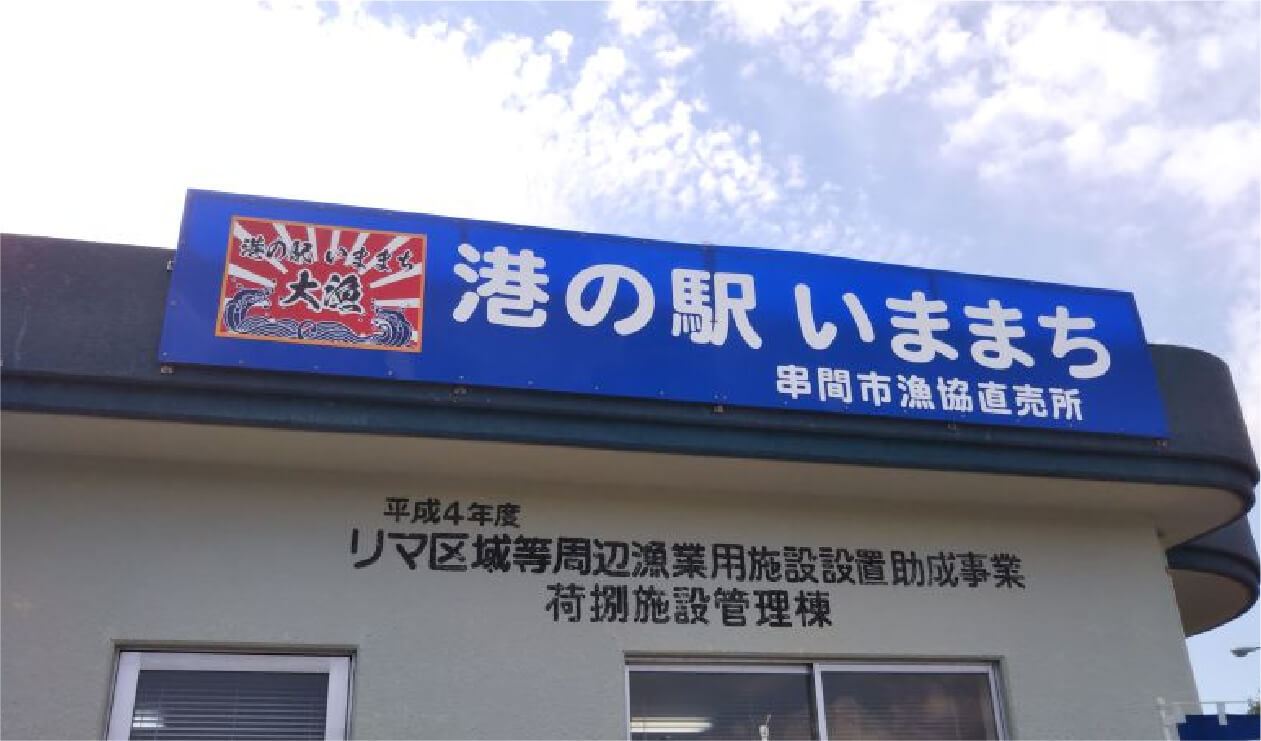 港の駅 いままち
大漁
港の駅 いままち
串間市漁協直売所
平成4年度
リマ区域等周辺漁業用施設設置助成事業
荷捌施設管理棟